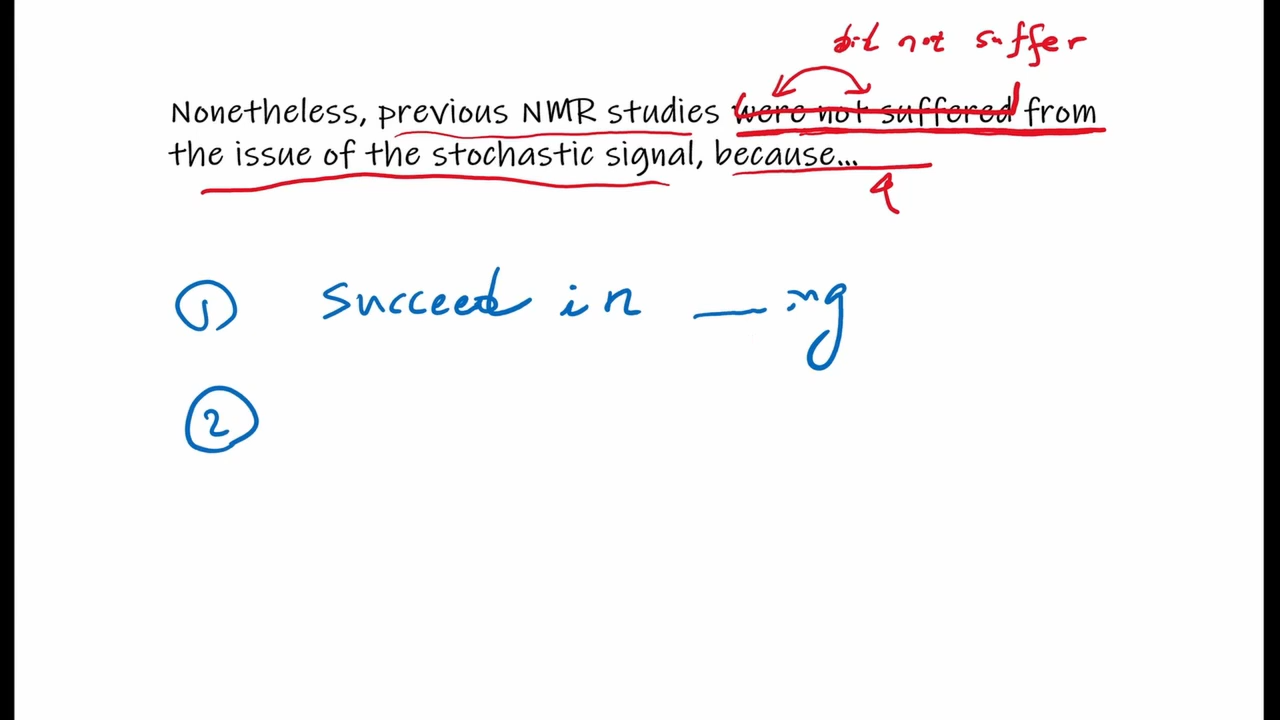 did not suffer
Nonetheless, previous NMR studies were not suffered from
the issue of the stochastic signal, because...
1 Succeed in __ing
2